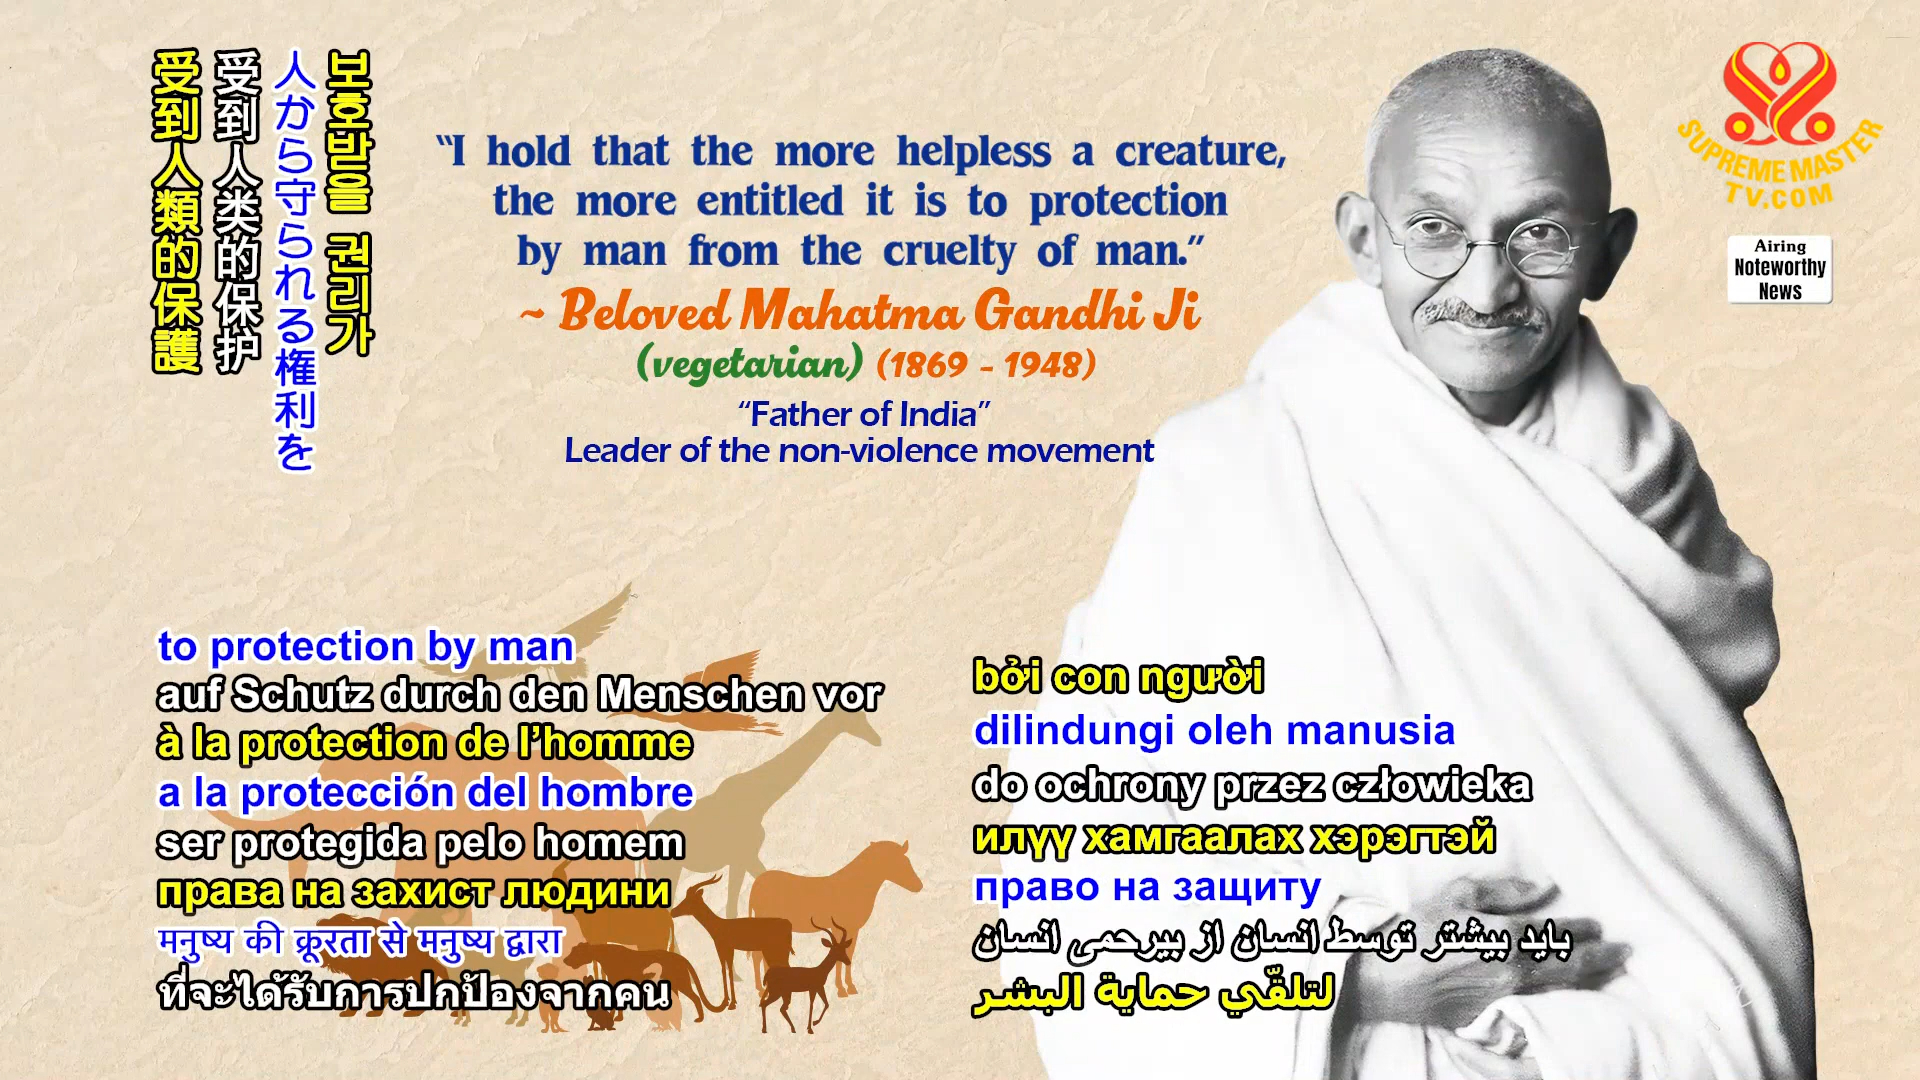 受到人類的保護
受到人类的保护
人から守られる権利を
보호받을 권리가
“I hold that the more helpless a creature,
the more entitled it is to protection
by man from the cruelty of man.”
~ Beloved Mahatma Gandhi Ji
(vegetarian) (1869 - 1948)
“Father of India”
Leader of the non-violence movement
SUPREME MASTER
TV.COM
Airing
Noteworthy
News
to protection by man
auf Schutz durch den Menschen vor
à la protection de l’homme
a la protección del hombre
ser protegida pelo homem
права на захист людини
मनुष्य की क्रूरता से मनुष्य द्वारा
ที่จะได้รับการปกป้องจากคน
bởi con người
dilindungi oleh manusia
do ochrony przez człowieka
илүү хамгаалах хэрэгтэй
право на защиту
باید بیشتر توسط انسان از بیرحمی انسان
لتلقّي حماية البشر